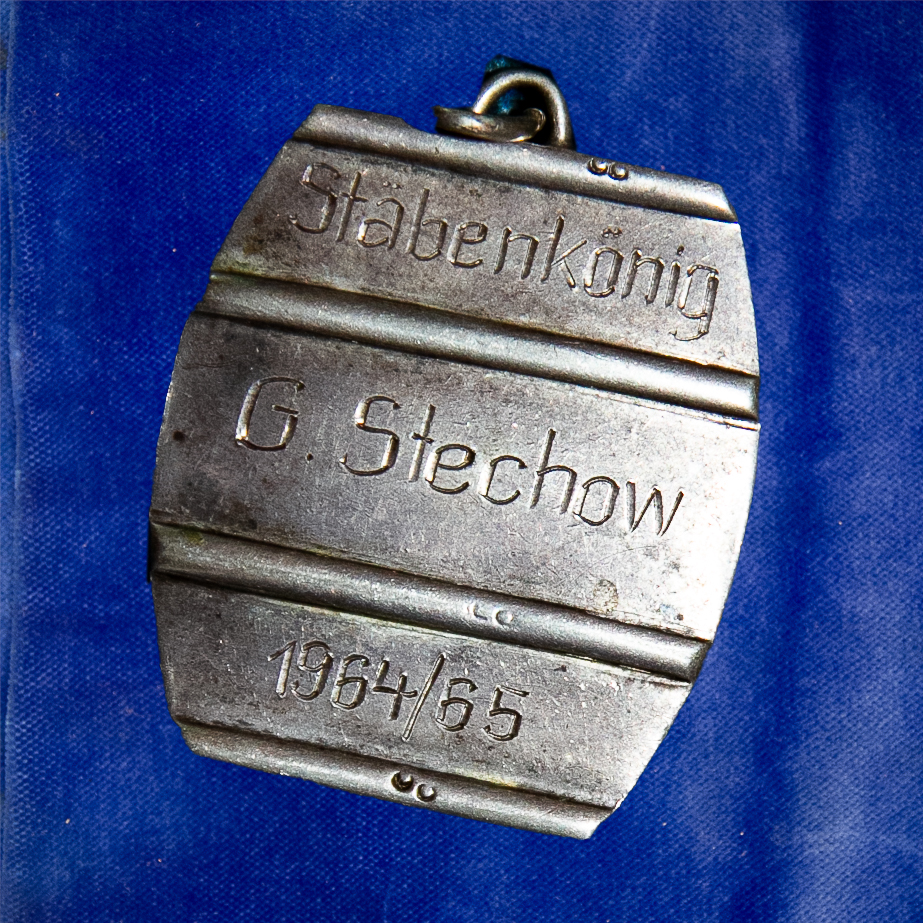 Stäbenkönig
G. Stechow
1964/65